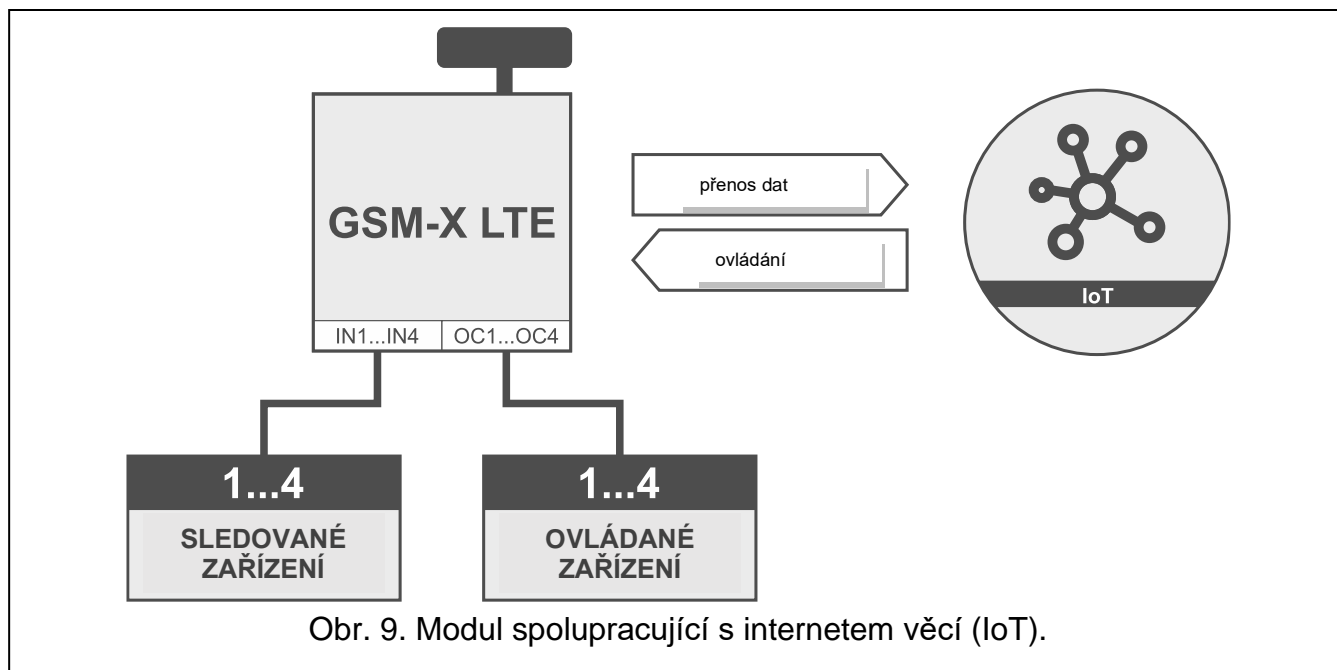 GSM-X LTE
IN1...IN4
OC1...OC4
přenos dat
ovládání
IoT
1...4
SLEDOVANÉ
ZAŘÍZENÍ
1...4
OVLÁDANÉ
ZAŘÍZENÍ
Obr. 9. Modul spolupracující s internetem věcí (IoT).